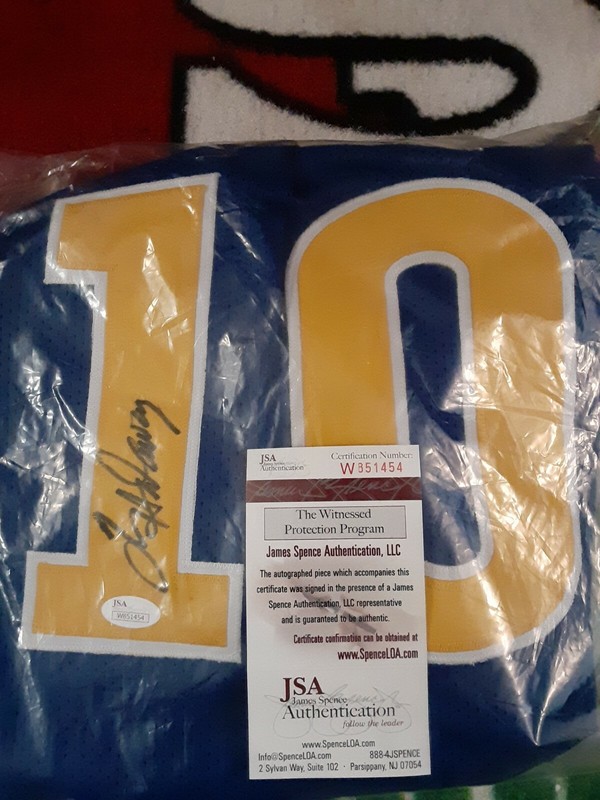 10
JSA
W851454
JSA
Authentication
Certification Number:
W851454
The Witnessed
Protection Program
James Spence Authentication, LLC
The autographed piece which accompanies this
certificate was signed in the presence of a James
Spence Authentication, LLC representative
and is guaranteed to be authentic.
Certificate confirmation can be obtained at
www.SpenceLOA.com
JSA
James Spence
Authentication
follow the leader
www.SpenceLOA.com
Info@SpenceLOA.com 888-4JSPENCE
2 Sylvan Way, Suite 102 · Parsippany, NJ 07054